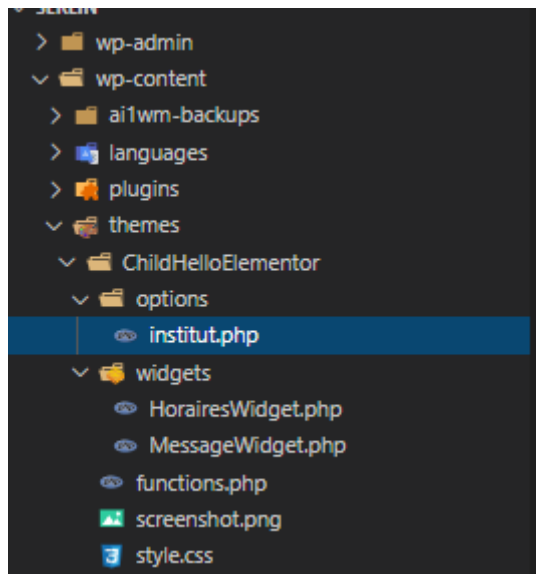 wp-admin
wp-content
ai1wm-backups
languages
plugins
themes
ChildHelloElementor
options
institut.php
widgets
HorairesWidget.php
MessageWidget.php
functions.php
screenshot.png
style.css